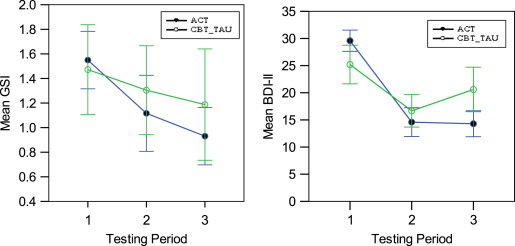 2.0
1.8
1.6
1.4
1.2
1.0
0.8
0.6
0.4
Mean GSI
ACT
CBT_TAU
1 2 3
Testing Period
35
30
25
20
15
10
5
0
Mean BDI-II
ACT
CBT_TAU
1 2 3
Testing Period